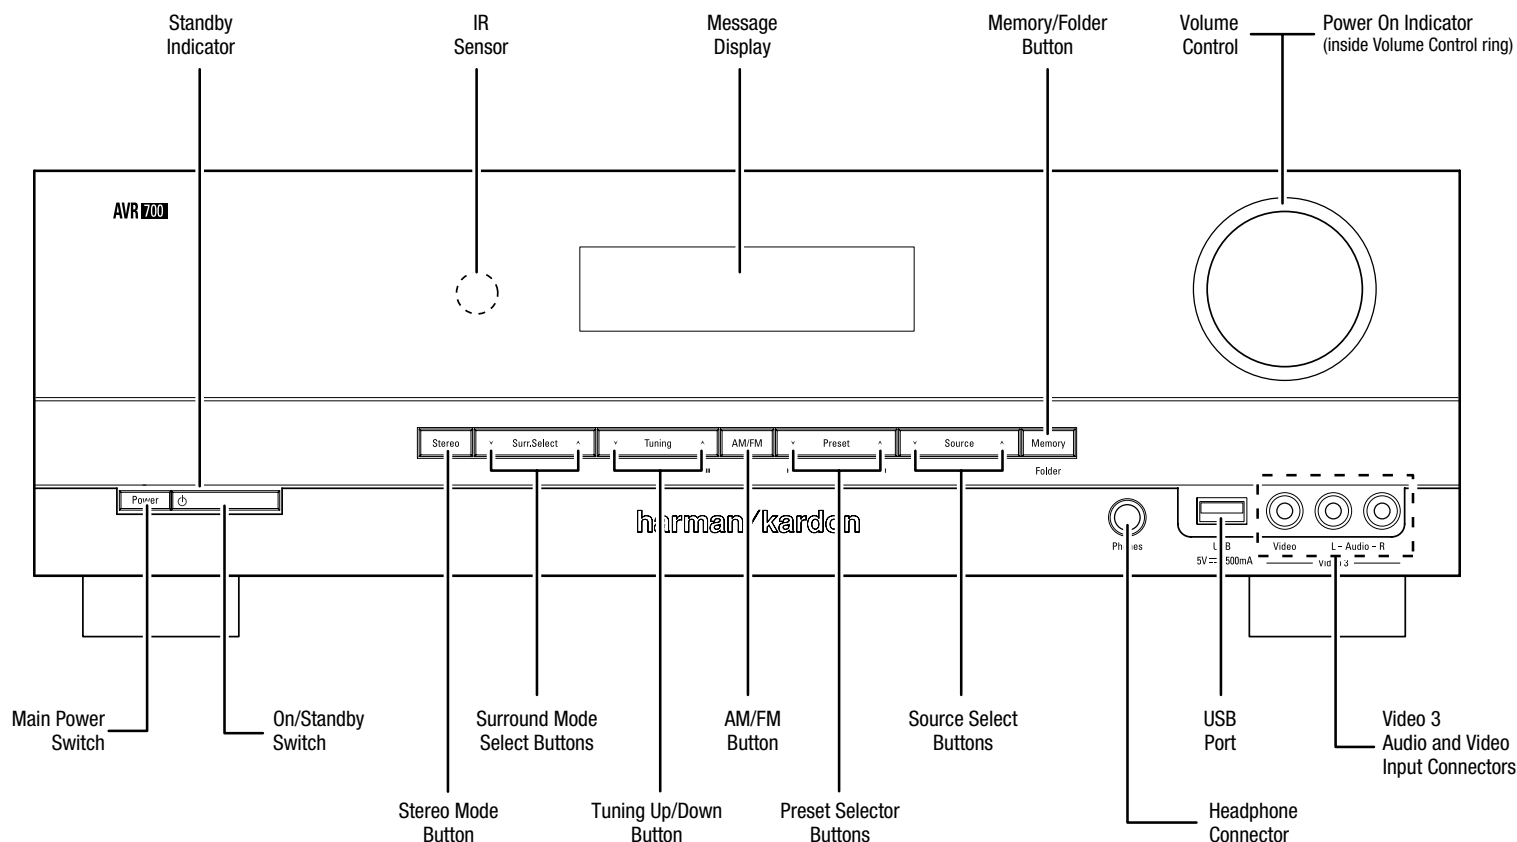 Standby
Indicator
IR
Sensor
Message
Display
Memory/Folder
Button
Volume
Control
Power On Indicator
(inside Volume Control ring)
AVR 700
Stereo
Surr.Select
Tuning
AM/FM
Preset
Source
Memory
Folder
Power
harman/kardon
Phones
USB
5V 500mA
Video
L – Audio – R
Video 3
Main Power
Switch
On/Standby
Switch
Surround Mode
Select Buttons
AM/FM
Button
Source Select
Buttons
USB
Port
Video 3
Audio and Video
Input Connectors
Stereo Mode
Button
Tuning Up/Down
Button
Preset Selector
Buttons
Headphone
Connector